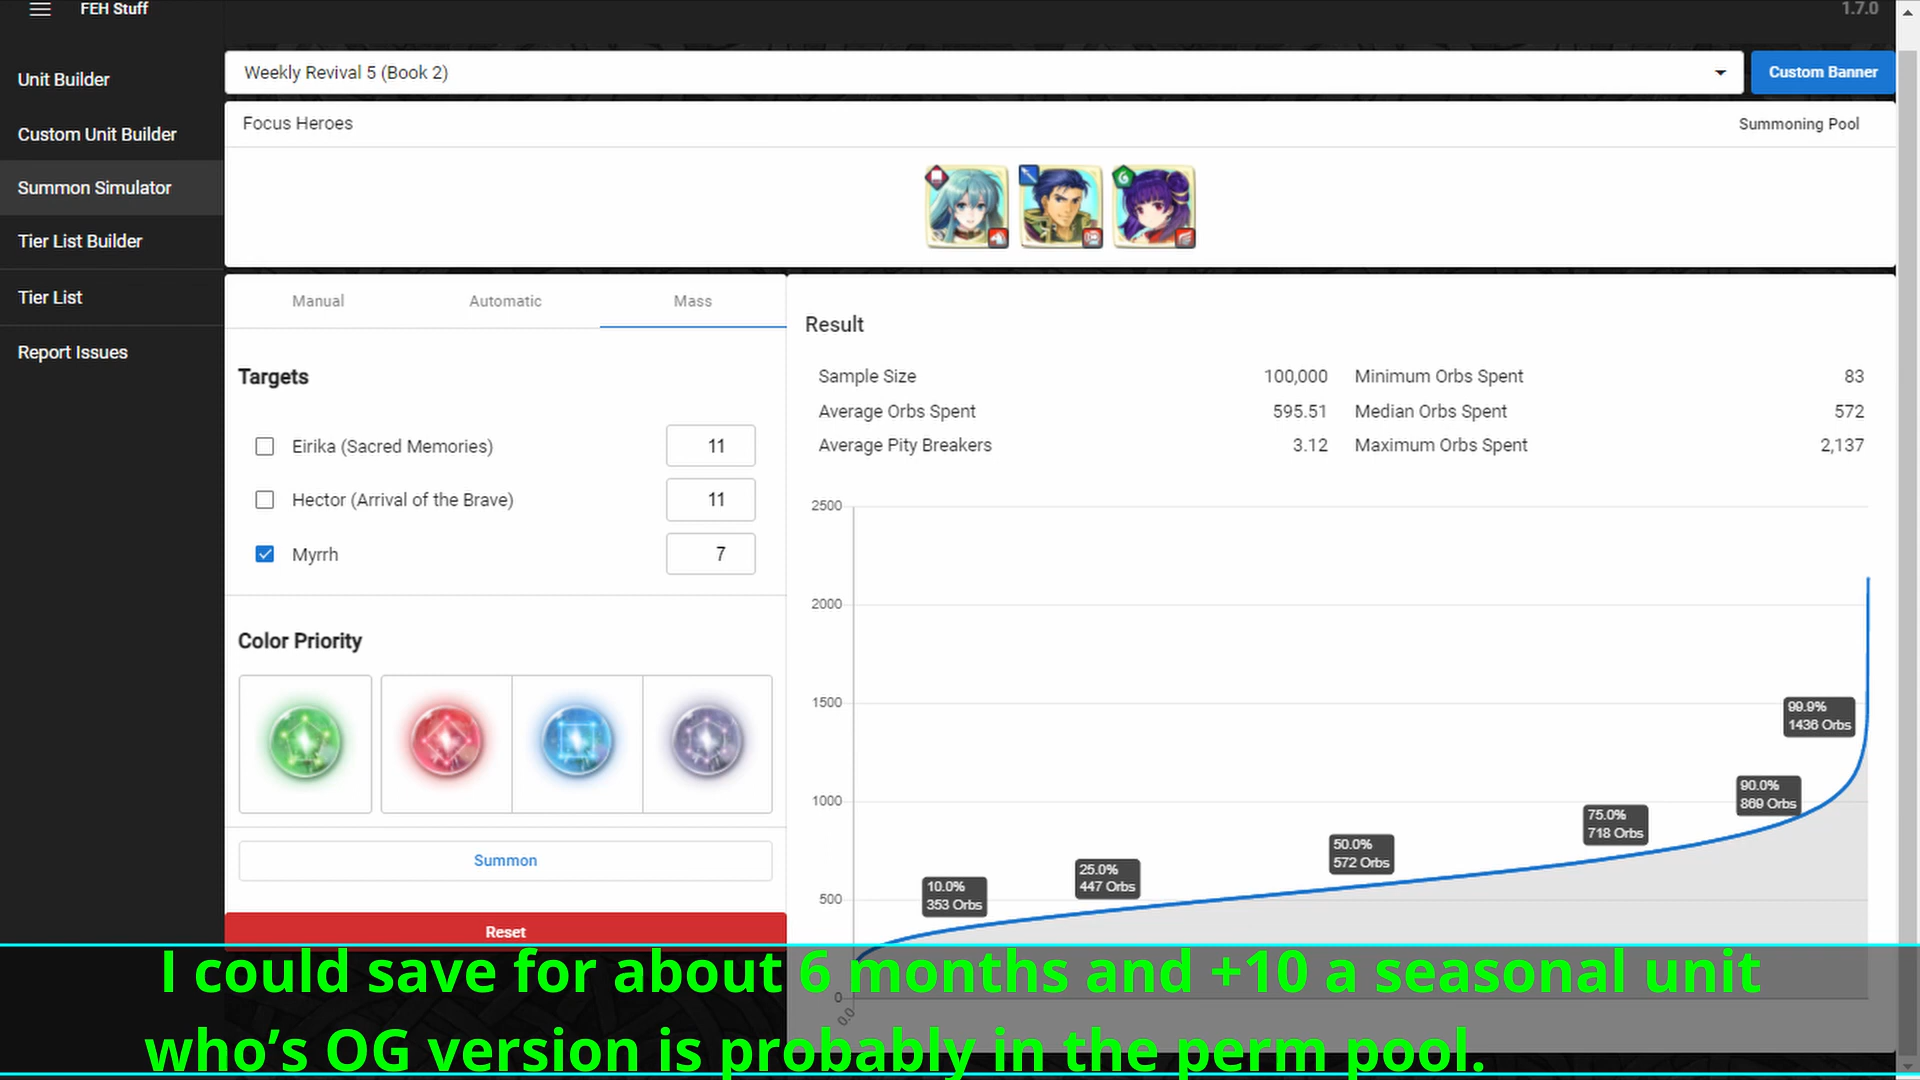 FEH Stuff
1.7.0
Unit Builder
Custom Unit Builder
Summon Simulator
Tier List Builder
Tier List
Report Issues
Weekly Revival 5 (Book 2)
Custom Banner
Focus Heroes
Summoning Pool
Manual
Automatic
Mass
Targets
Eirika (Sacred Memories)
11
Hector (Arrival of the Brave)
11
Myrrh
7
Color Priority
Summon
Reset
Result
Sample Size
100,000
Minimum Orbs Spent
83
Average Orbs Spent
595.51
Median Orbs Spent
572
Average Pity Breakers
3.12
Maximum Orbs Spent
2,137
2500
2000
1500
1000
500
0
0.0
10.0%
353 Orbs
25.0%
447 Orbs
50.0%
572 Orbs
75.0%
718 Orbs
90.0%
869 Orbs
99.9%
1436 Orbs
I could save for about 6 months and +10 a seasonal unit
who’s OG version is probably in the perm pool.